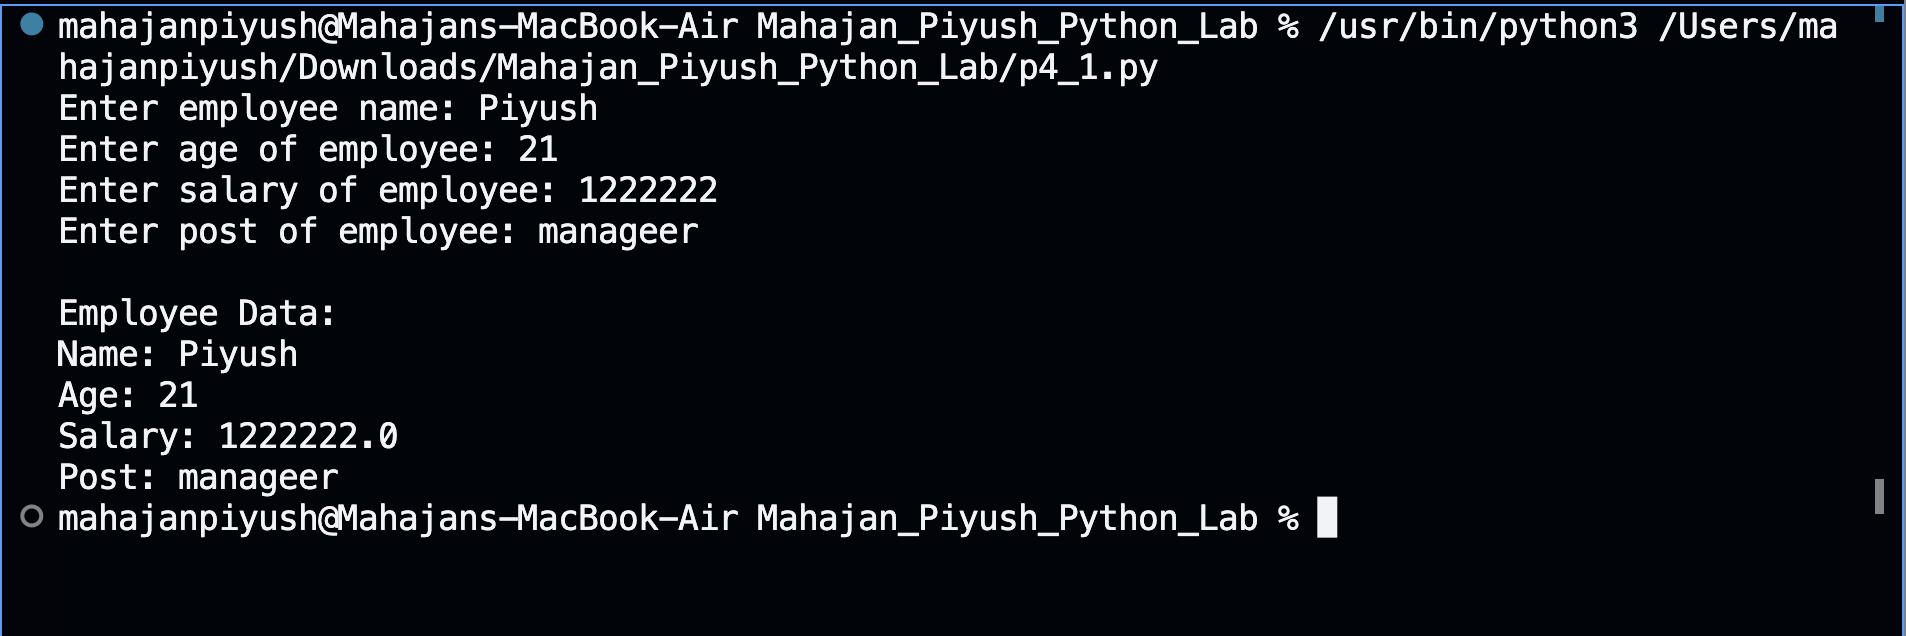 mahajanpiyush@Mahajans-MacBook-Air Mahajan_Piyush_Python_Lab % /usr/bin/python3 /Users/ma
hajanpiyush/Downloads/Mahajan_Piyush_Python_Lab/p4_1.py
Enter employee name: Piyush
Enter age of employee: 21
Enter salary of employee: 1222222
Enter post of employee: manageer
Employee Data:
Name: Piyush
Age: 21
Salary: 1222222.0
Post: manageer
mahajanpiyush@Mahajans-MacBook-Air Mahajan_Piyush_Python_Lab %